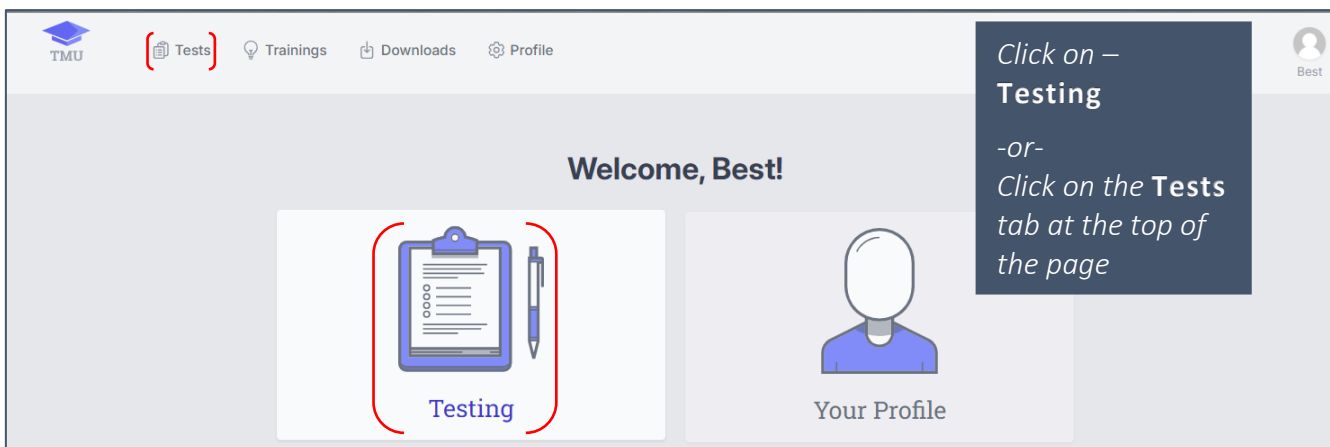 TMU
Tests
Trainings
Downloads
Profile
Best
Click on –
Testing
-or-
Click on the Tests
tab at the top of
the page
Welcome, Best!
Testing
Your Profile